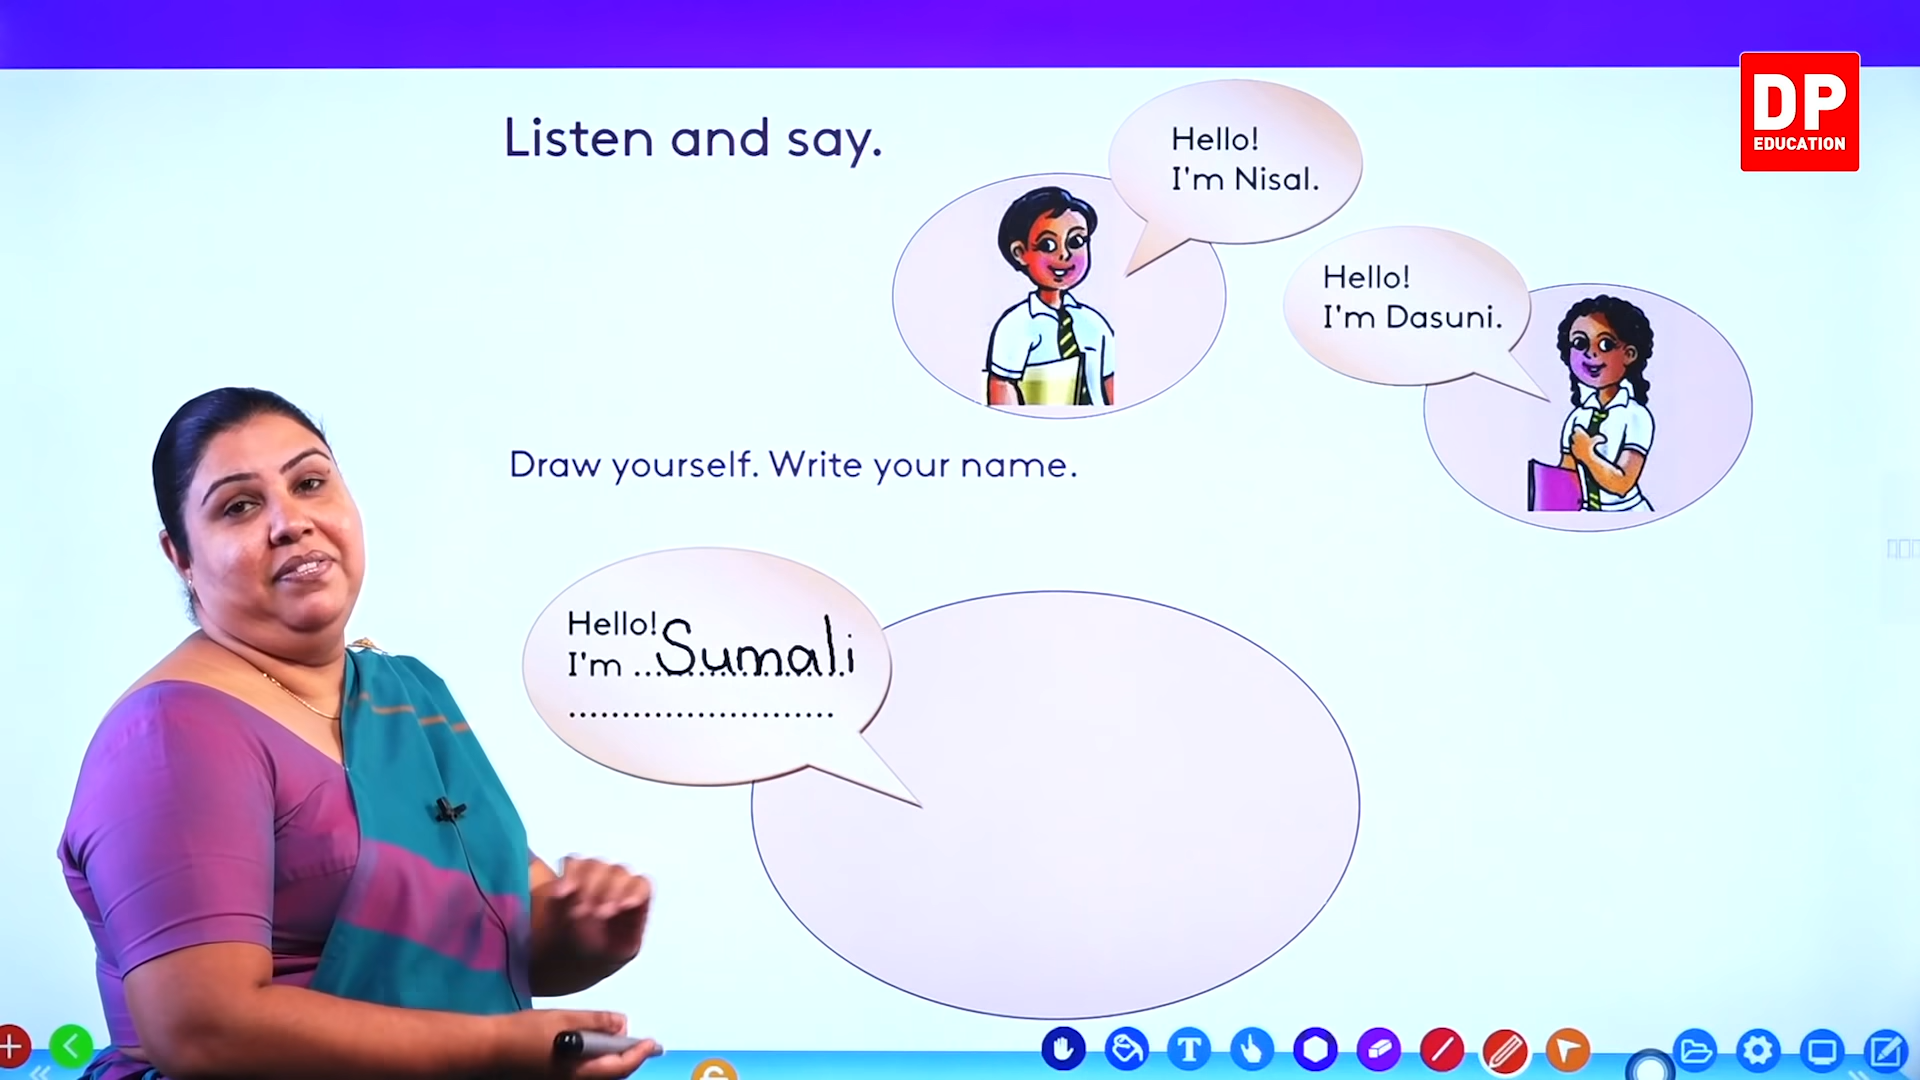 DP
EDUCATION
Listen and say.
Hello!
I'm Nisal.
Hello!
I'm Dasuni.
Draw yourself. Write your name.
Hello!
I'm ...Sumali
..........................
T